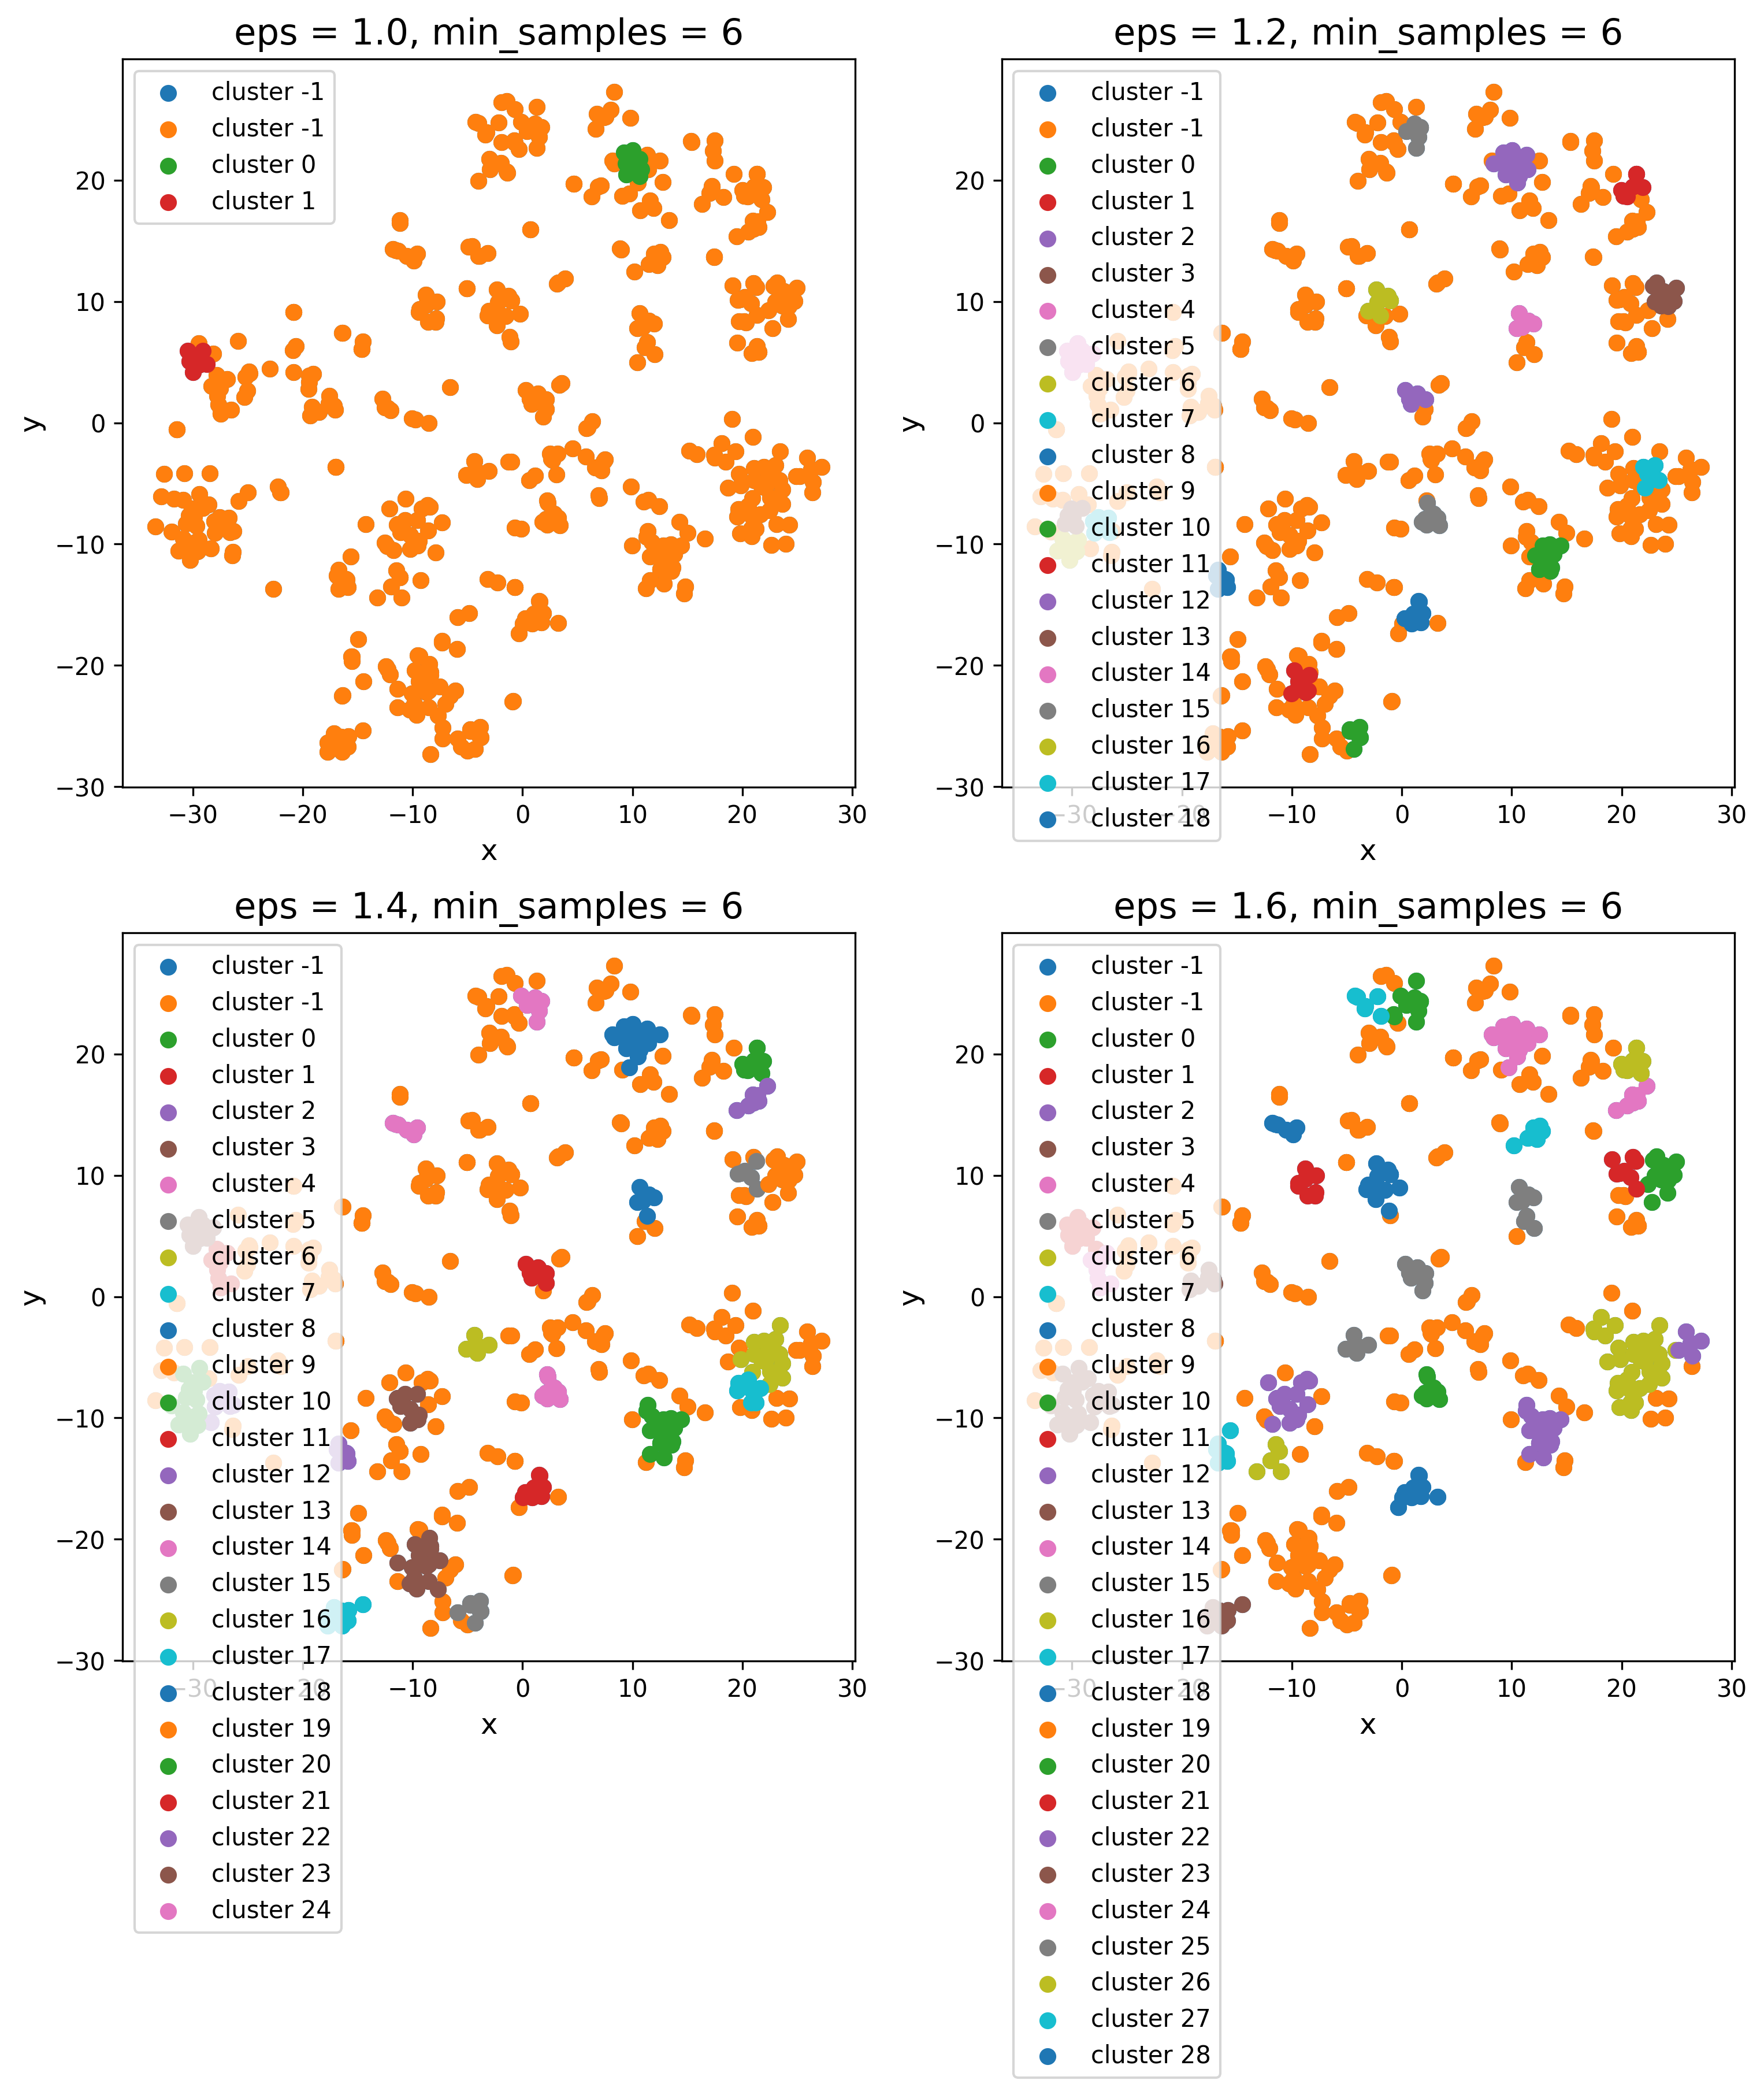 eps = 1.0, min_samples = 6
cluster -1
cluster -1
cluster 0
cluster 1
20
10
0
−10
−20
−30
−30 −20 −10 0 10 20 30
x
y
eps = 1.2, min_samples = 6
cluster -1
cluster -1
cluster 0
cluster 1
cluster 2
cluster 3
cluster 4
cluster 5
cluster 6
cluster 7
cluster 8
cluster 9
cluster 10
cluster 11
cluster 12
cluster 13
cluster 14
cluster 15
cluster 16
cluster 17
cluster 18
20
10
0
−10
−20
−30
−30 −20 −10 0 10 20 30
x
y
eps = 1.4, min_samples = 6
cluster -1
cluster -1
cluster 0
cluster 1
cluster 2
cluster 3
cluster 4
cluster 5
cluster 6
cluster 7
cluster 8
cluster 9
cluster 10
cluster 11
cluster 12
cluster 13
cluster 14
cluster 15
cluster 16
cluster 17
cluster 18
cluster 19
cluster 20
cluster 21
cluster 22
cluster 23
cluster 24
20
10
0
−10
−20
−30
−30 −20 −10 0 10 20 30
x
y
eps = 1.6, min_samples = 6
cluster -1
cluster -1
cluster 0
cluster 1
cluster 2
cluster 3
cluster 4
cluster 5
cluster 6
cluster 7
cluster 8
cluster 9
cluster 10
cluster 11
cluster 12
cluster 13
cluster 14
cluster 15
cluster 16
cluster 17
cluster 18
cluster 19
cluster 20
cluster 21
cluster 22
cluster 23
cluster 24
cluster 25
cluster 26
cluster 27
cluster 28
20
10
0
−10
−20
−30
−30 −20 −10 0 10 20 30
x
y